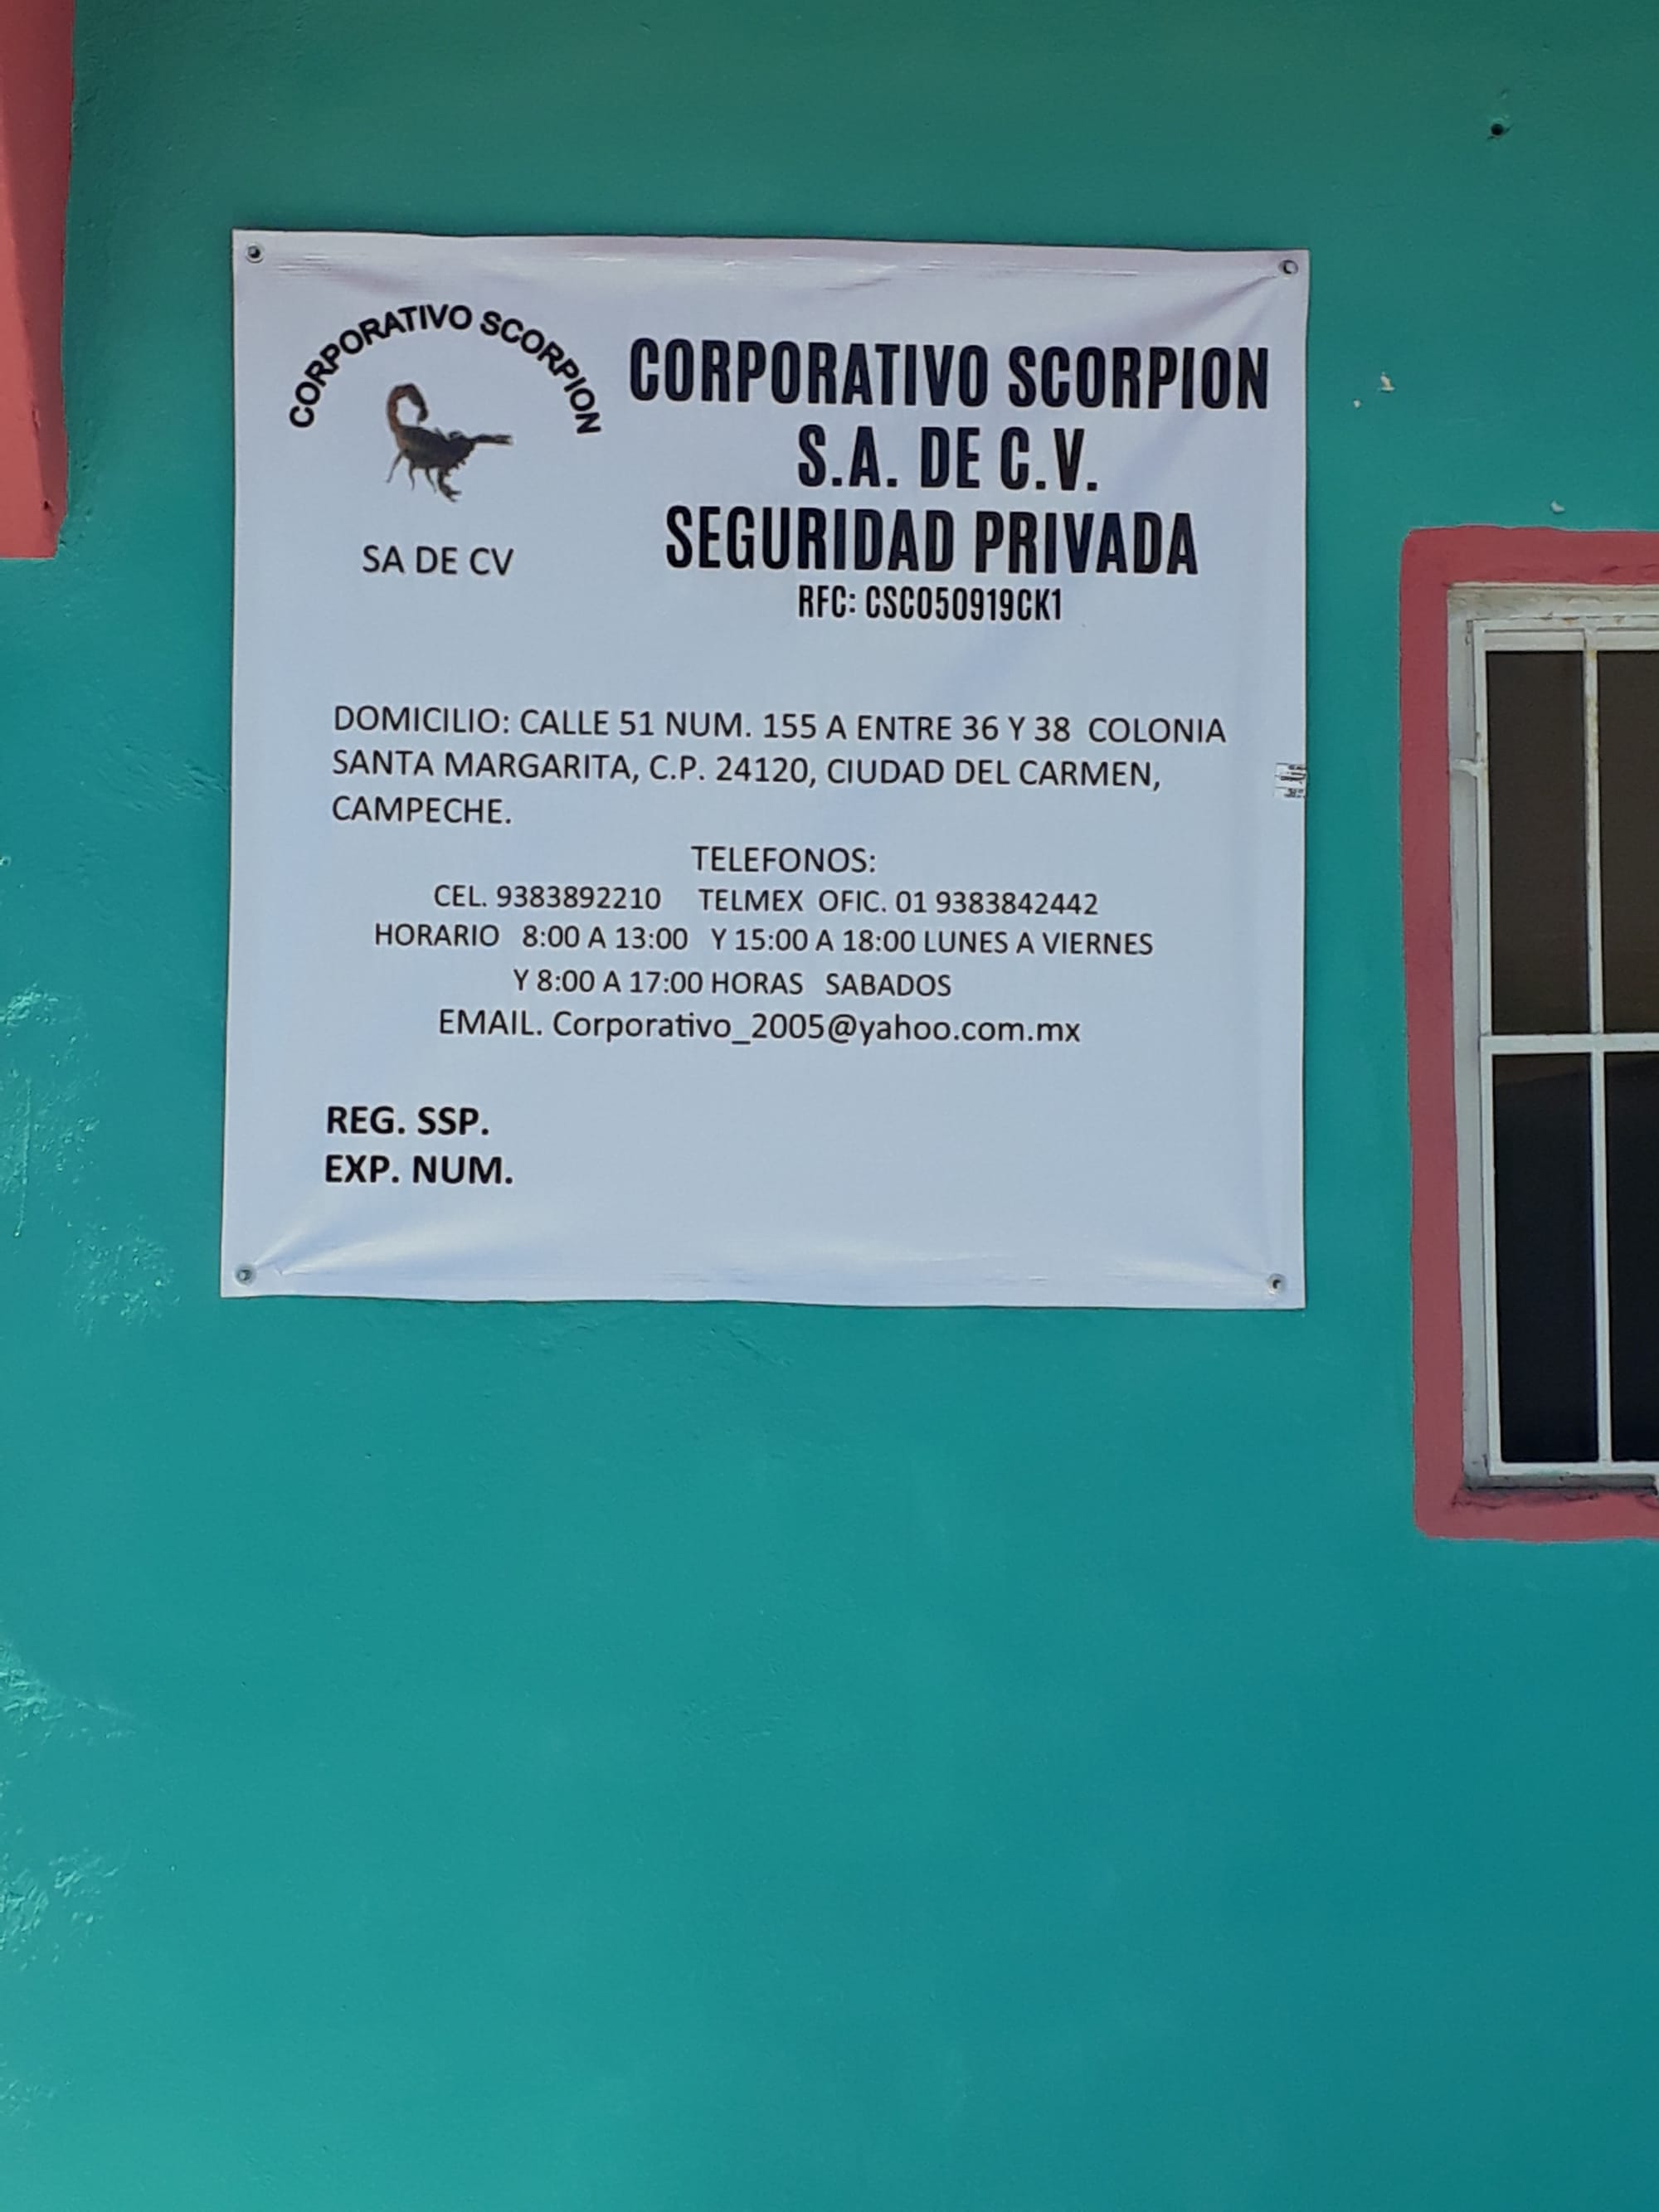 CORPORATIVO SCORPION
SA DE CV
CORPORATIVO SCORPION
S.A. DE C.V.
SEGURIDAD PRIVADA
RFC: CSC050919CK1
DOMICILIO: CALLE 51 NUM. 155 A ENTRE 36 Y 38 COLONIA
SANTA MARGARITA, C.P. 24120, CIUDAD DEL CARMEN,
CAMPECHE.
TELEFONOS:
CEL. 9383892210 TELMEX OFIC. 01 9383842442
HORARIO 8:00 A 13:00 Y 15:00 A 18:00 LUNES A VIERNES
Y 8:00 A 17:00 HORAS SABADOS
EMAIL. Corporativo_2005@yahoo.com.mx
REG. SSP.
EXP. NUM.